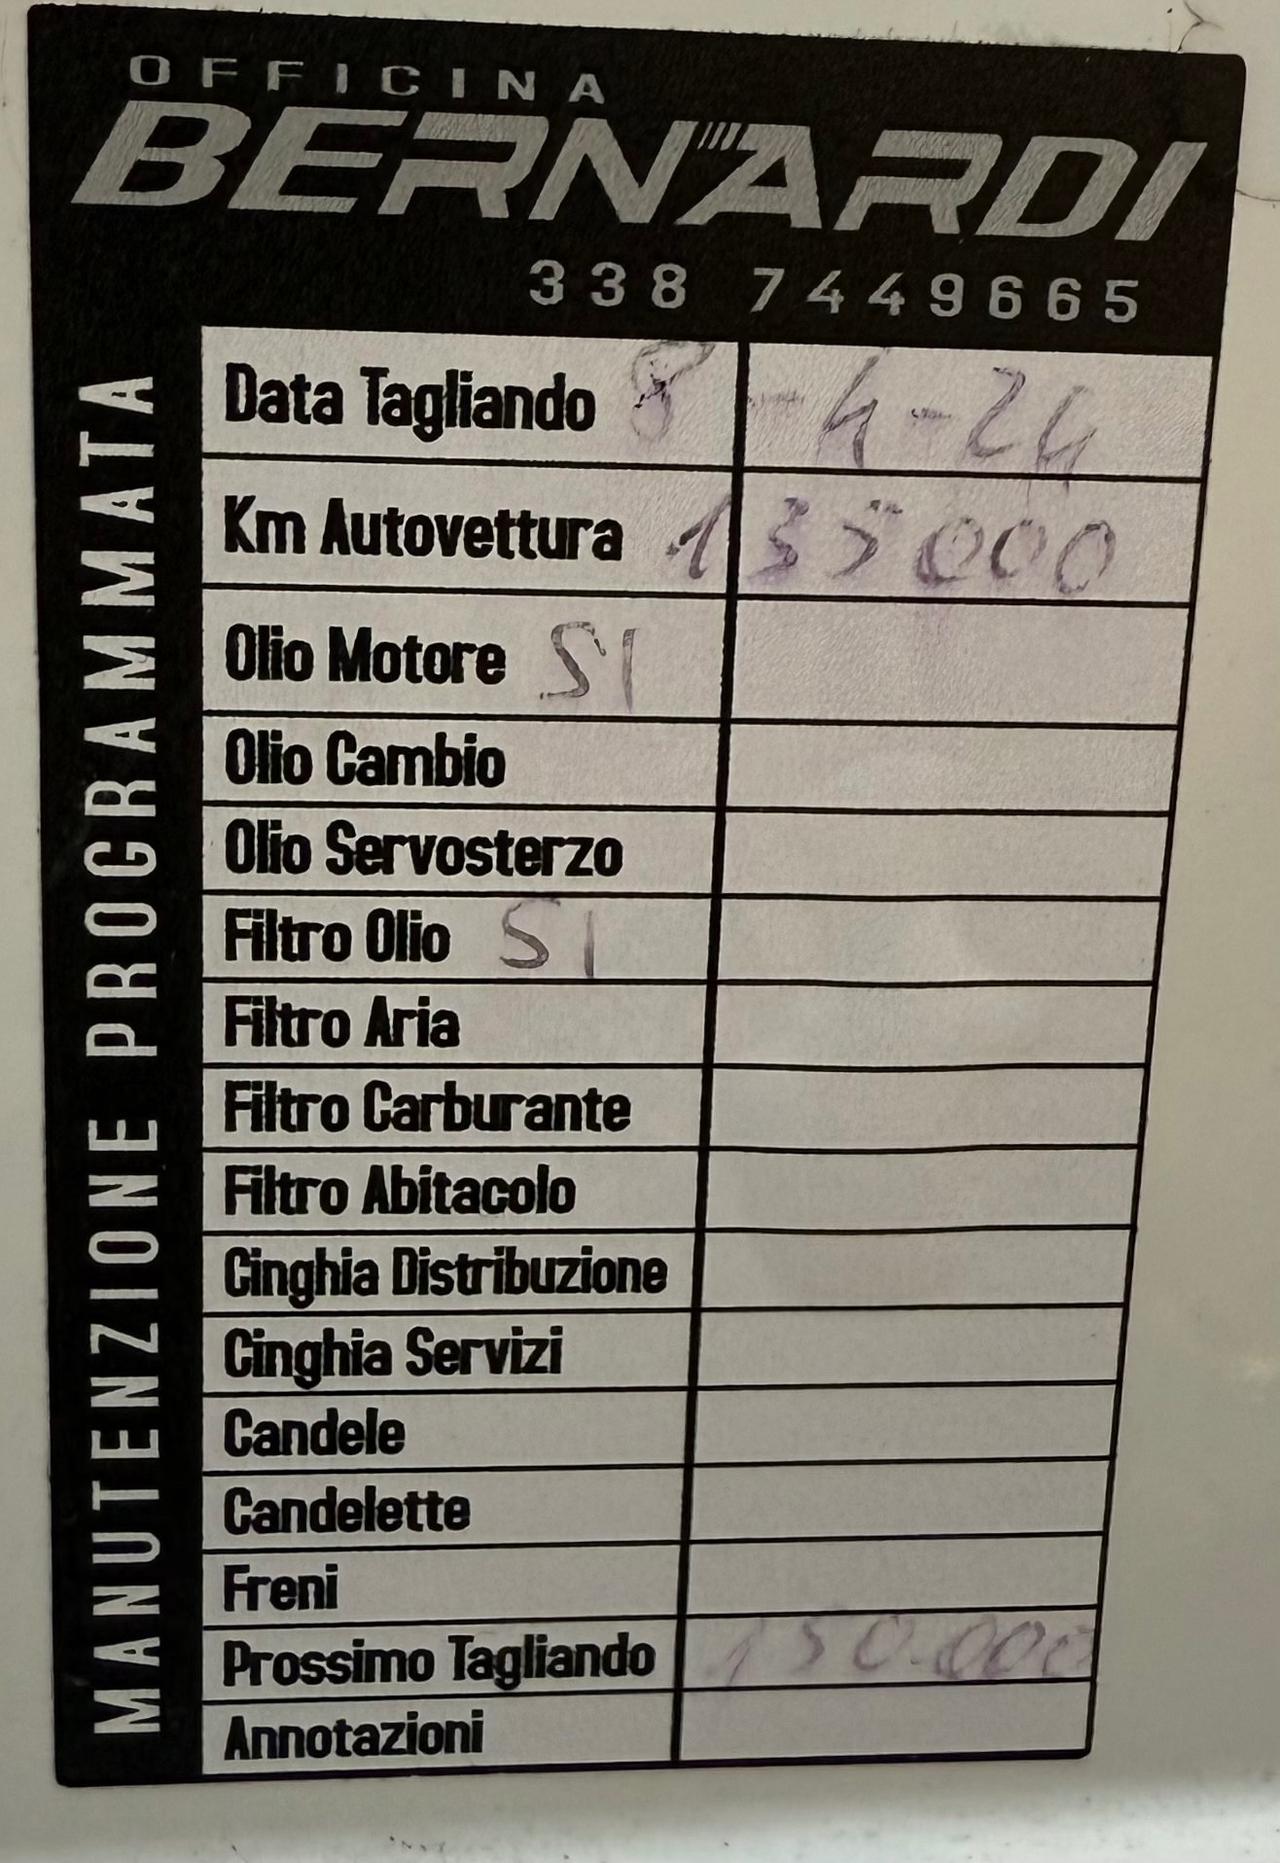 OFFICINA
BERNARDI
338 7449665
MANUTENZIONE PROGRAMMATA
Data Tagliando 8-4-24
Km Autovettura 135000
Olio Motore SI
Olio Cambio
Olio Servosterzo
Filtro Olio SI
Filtro Aria
Filtro Carburante
Filtro Abitacolo
Cinghia Distribuzione
Cinghia Servizi
Candele
Candelette
Freni
Prossimo Tagliando 150.000
Annotazioni